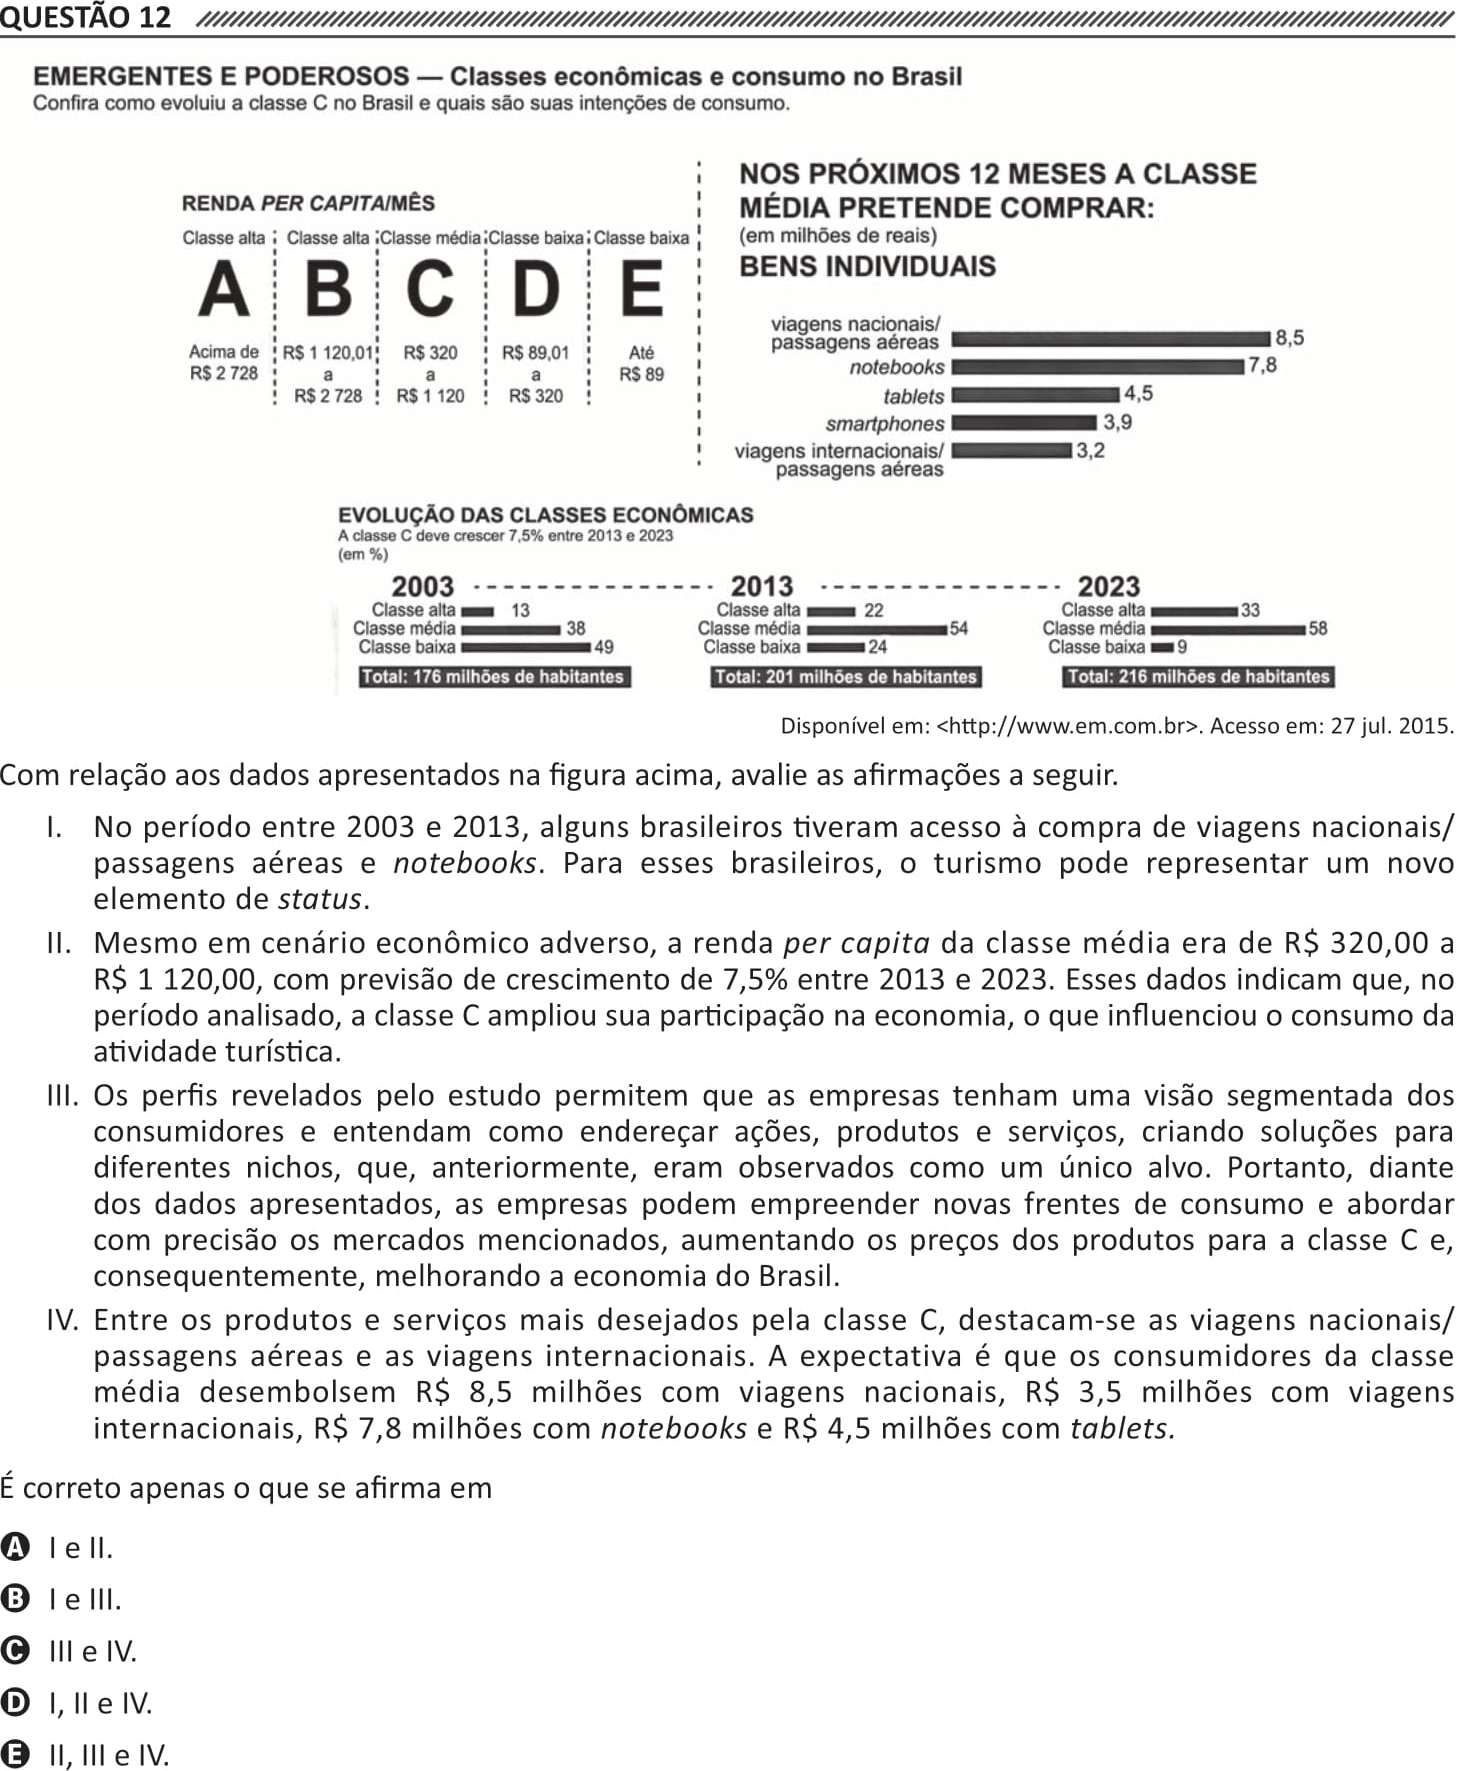 QUESTÃO 12
EMERGENTES E PODEROSOS — Classes econômicas e consumo no Brasil
Confira como evoluiu a classe C no Brasil e quais são suas intenções de consumo.
RENDA PER CAPITA/MÊS
Classe alta Classe alta Classe média Classe baixa Classe baixa
A B C D E
Acima de R$ 1 120,01 R$ 320 R$ 89,01 Até
R$ 2 728 a a a R$ 89
R$ 2 728 R$ 1 120 R$ 320
NOS PRÓXIMOS 12 MESES A CLASSE
MÉDIA PRETENDE COMPRAR:
(em milhões de reais)
BENS INDIVIDUAIS
viagens nacionais/
passagens aéreas 8,5
notebooks 7,8
tablets 4,5
smartphones 3,9
viagens internacionais/ 3,2
passagens aéreas
EVOLUÇÃO DAS CLASSES ECONÔMICAS
A classe C deve crescer 7,5% entre 2013 e 2023
(em %)
2003 2013 2023
Classe alta 13 Classe alta 22 Classe alta 33
Classe média 38 Classe média 54 Classe média 58
Classe baixa 49 Classe baixa 24 Classe baixa 9
Total: 176 milhões de habitantes Total: 201 milhões de habitantes Total: 216 milhões de habitantes
Disponível em: <http://www.em.com.br>. Acesso em: 27 jul. 2015.
Com relação aos dados apresentados na figura acima, avalie as afirmações a seguir.
I. No período entre 2003 e 2013, alguns brasileiros tiveram acesso à compra de viagens nacionais/
passagens aéreas e notebooks. Para esses brasileiros, o turismo pode representar um novo
elemento de status.
II. Mesmo em cenário econômico adverso, a renda per capita da classe média era de R$ 320,00 a
R$ 1 120,00, com previsão de crescimento de 7,5% entre 2013 e 2023. Esses dados indicam que, no
período analisado, a classe C ampliou sua participação na economia, o que influenciou o consumo da
atividade turística.
III. Os perfis revelados pelo estudo permitem que as empresas tenham uma visão segmentada dos
consumidores e entendam como endereçar ações, produtos e serviços, criando soluções para
diferentes nichos, que, anteriormente, eram observados como um único alvo. Portanto, diante
dos dados apresentados, as empresas podem empreender novas frentes de consumo e abordar
com precisão os mercados mencionados, aumentando os preços dos produtos para a classe C e,
consequentemente, melhorando a economia do Brasil.
IV. Entre os produtos e serviços mais desejados pela classe C, destacam-se as viagens nacionais/
passagens aéreas e as viagens internacionais. A expectativa é que os consumidores da classe
média desembolsem R$ 8,5 milhões com viagens nacionais, R$ 3,5 milhões com viagens
internacionais, R$ 7,8 milhões com notebooks e R$ 4,5 milhões com tablets.
É correto apenas o que se afirma em
A I e II.
B I e III.
C III e IV.
D I, II e IV.
E II, III e IV.